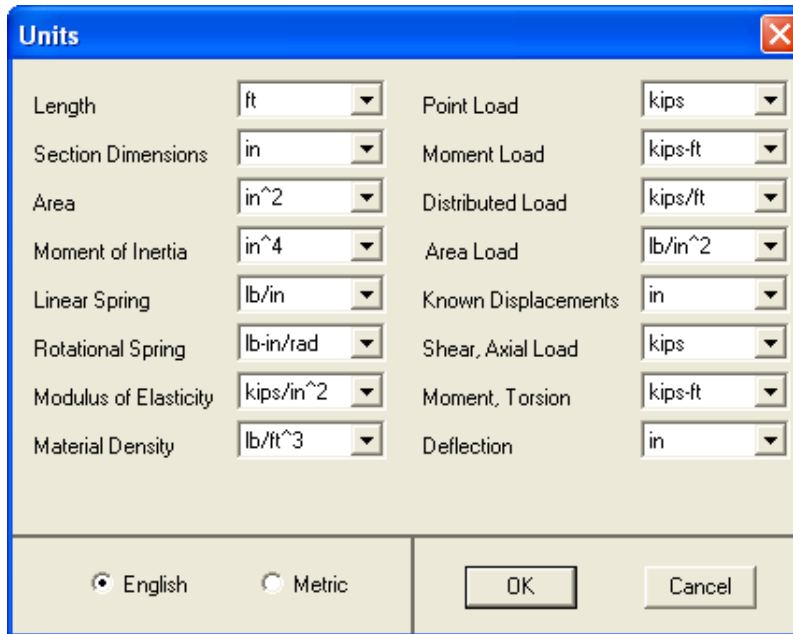 Units
Length ft
Section Dimensions in
Area in^2
Moment of Inertia in^4
Linear Spring lb/in
Rotational Spring lb-in/rad
Modulus of Elasticity kips/in^2
Material Density lb/ft^3
Point Load kips
Moment Load kips-ft
Distributed Load kips/ft
Area Load lb/in^2
Known Displacements in
Shear, Axial Load kips
Moment, Torsion kips-ft
Deflection in
English Metric
OK Cancel